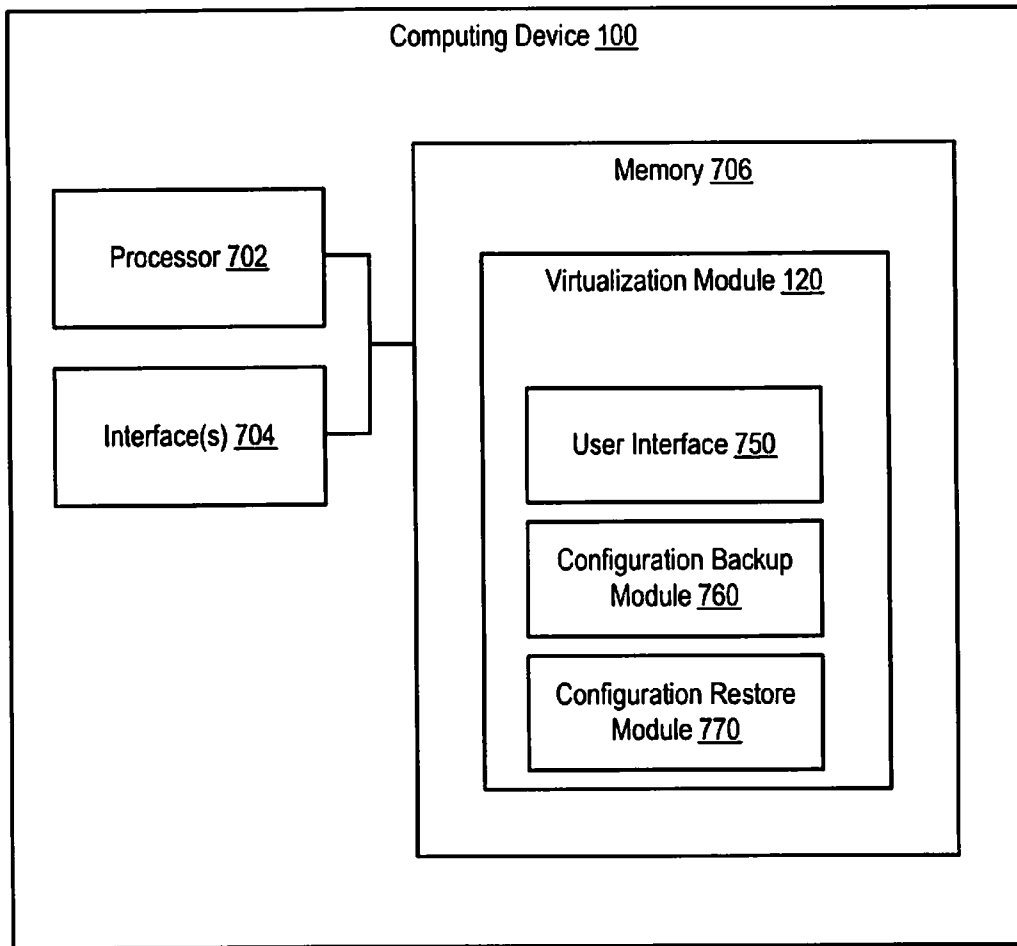 Computing Device 100
Memory 706
Processor 702
Virtualization Module 120
Interface(s) 704
User Interface 750
Configuration Backup
Module 760
Configuration Restore
Module 770